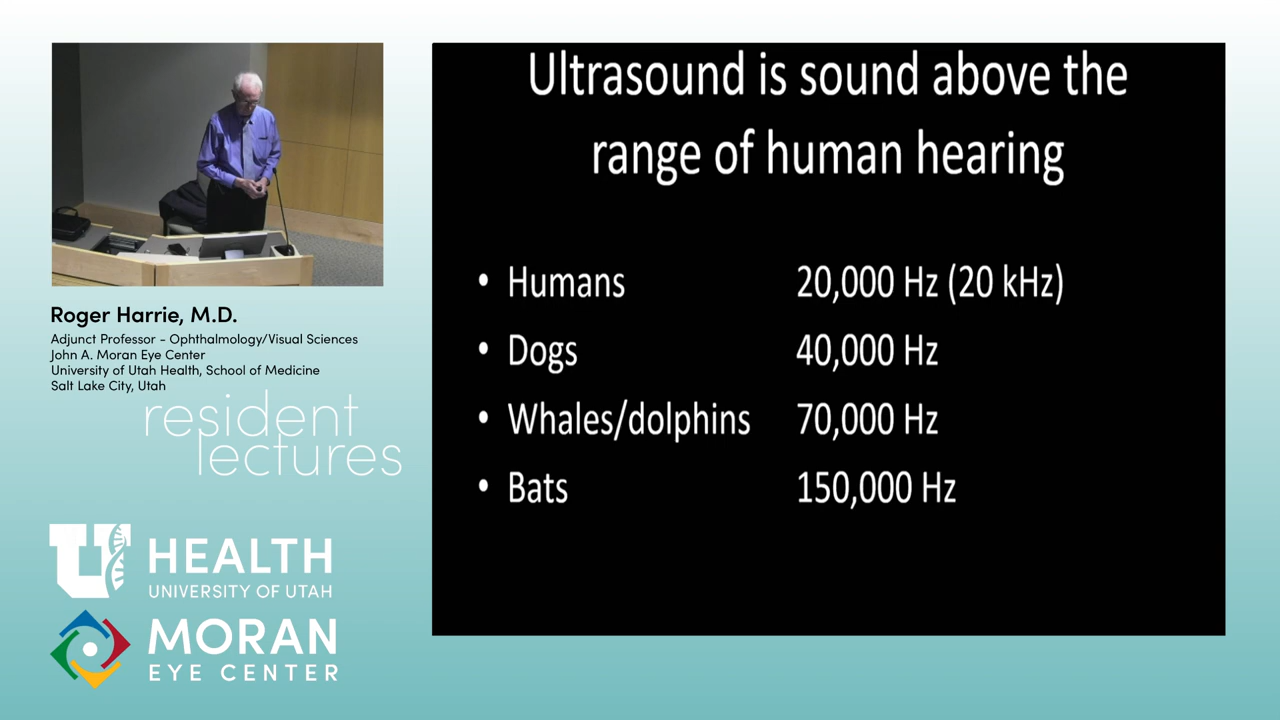 Roger Harrie, M.D.
Adjunct Professor - Ophthalmology/Visual Sciences
John A. Moran Eye Center
University of Utah Health, School of Medicine
Salt Lake City, Utah
resident
lectures
U HEALTH
UNIVERSITY OF UTAH
MORAN
EYE CENTER
Ultrasound is sound above the
range of human hearing
• Humans 20,000 Hz (20 kHz)
• Dogs 40,000 Hz
• Whales/dolphins 70,000 Hz
• Bats 150,000 Hz